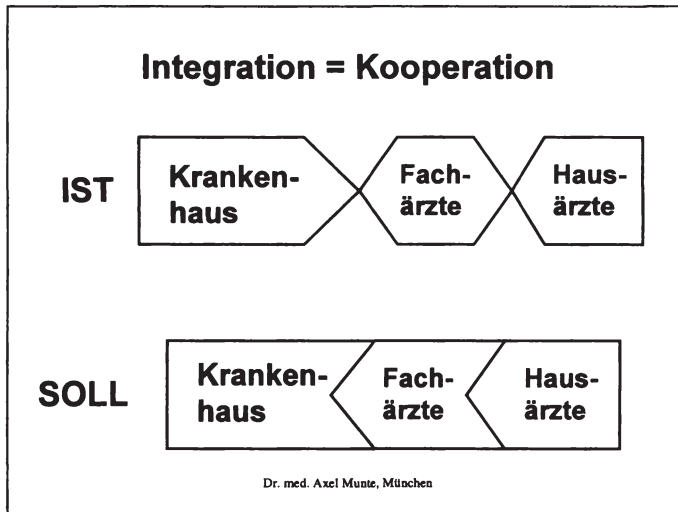 Integration = Kooperation
IST
Kranken-
haus
Fach-
ärzte
Haus-
ärzte
SOLL
Kranken-
haus
Fach-
ärzte
Haus-
ärzte
Dr. med. Axel Munte, München